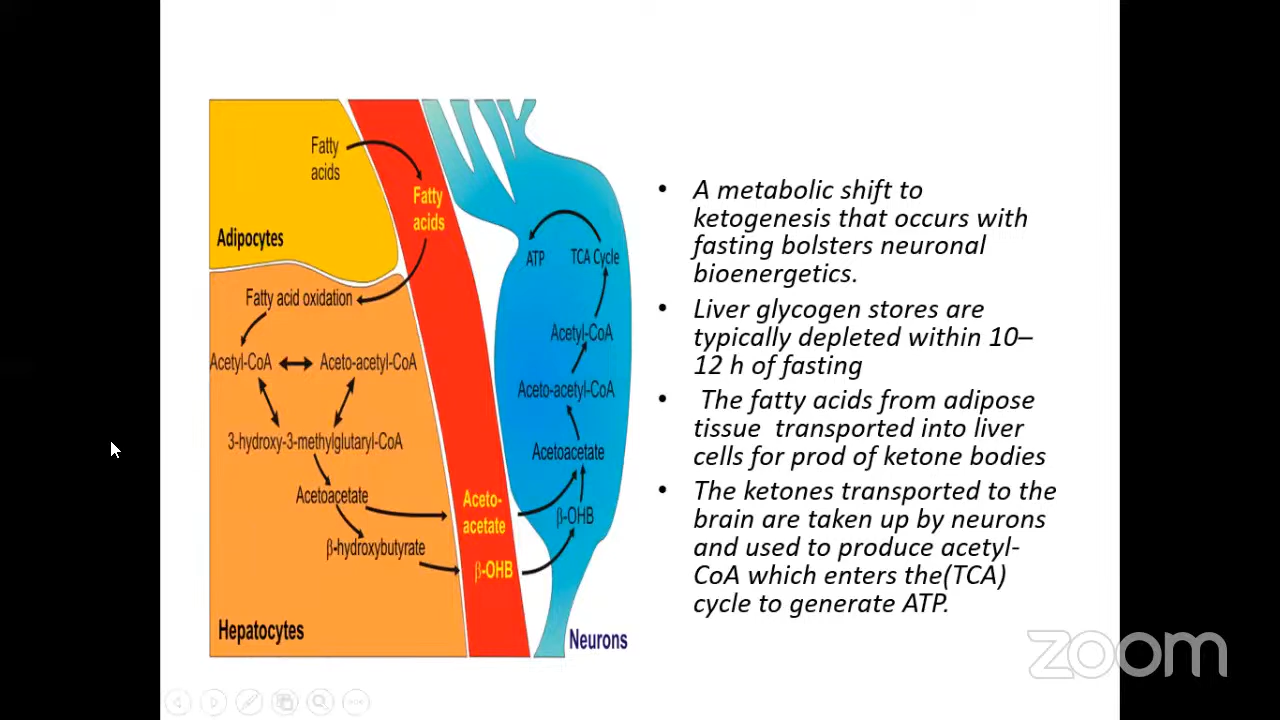 Fatty
acids
Fatty
acids
Adipocytes
Fatty acid oxidation
Acetyl-CoA
Aceto-acetyl-CoA
3-hydroxy-3-methylglutaryl-CoA
Acetoacetate
β-hydroxybutyrate
Hepatocytes
Aceto-
acetate
β-OHB
ATP
TCA Cycle
Acetyl-CoA
Aceto-acetyl-CoA
Acetoacetate
β-OHB
Neurons
• A metabolic shift to
ketogenesis that occurs with
fasting bolsters neuronal
bioenergetics.
• Liver glycogen stores are
typically depleted within 10–
12 h of fasting
• The fatty acids from adipose
tissue transported into liver
cells for prod of ketone bodies
• The ketones transported to the
brain are taken up by neurons
and used to produce acetyl-
CoA which enters the(TCA)
cycle to generate ATP.
zoom